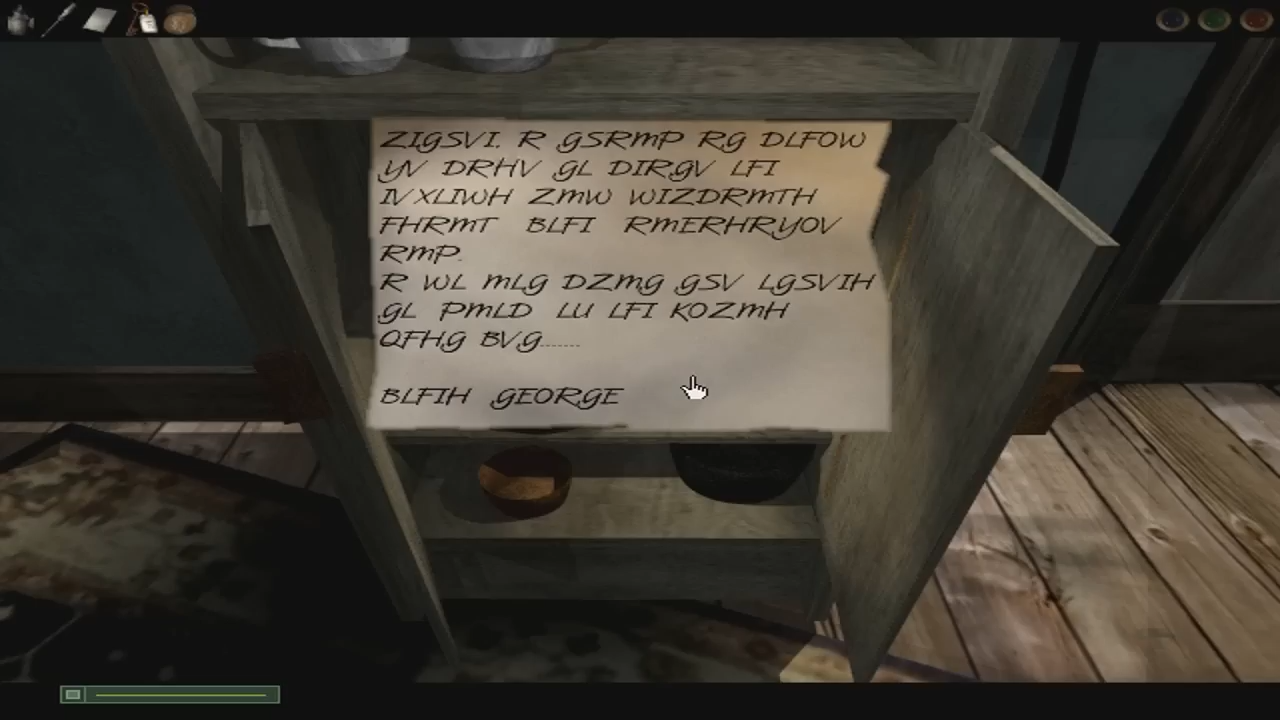 ZIGSVI. R GSRMP RG DLFOW
YV DRHV GL DIRGV LFI
IVXLIWH ZMW WIZDRMTH
FHRMT BLFI RMERHRYOV
RMP.
R WL MLG DZMG GSV LGSVIH
GL PMLD LU LFI KOZMH
QFHG BVG.......
BLFIH GEORGE